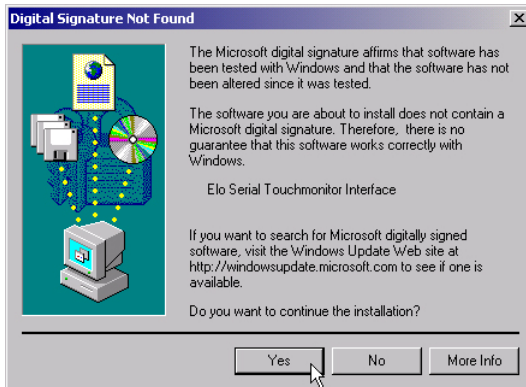 Digital Signature Not Found
The Microsoft digital signature affirms that software has
been tested with Windows and that the software has not
been altered since it was tested.
The software you are about to install does not contain a
Microsoft digital signature. Therefore, there is no
guarantee that this software works correctly with
Windows.
Elo Serial Touchmonitor Interface
If you want to search for Microsoft digitally signed
software, visit the Windows Update Web site at
http://windowsupdate.microsoft.com to see if one is
available.
Do you want to continue the installation?
Yes No More Info